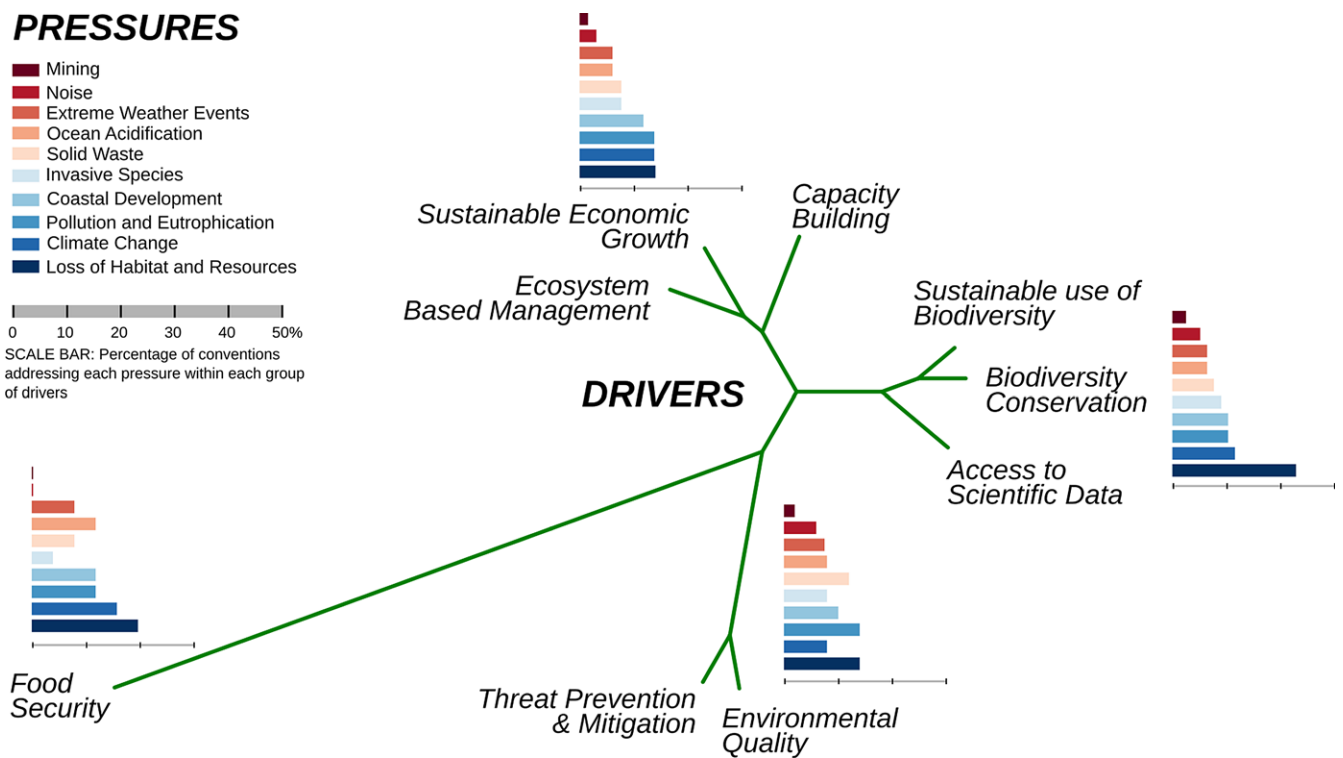 PRESSURES
Mining
Noise
Extreme Weather Events
Ocean Acidification
Solid Waste
Invasive Species
Coastal Development
Pollution and Eutrophication
Climate Change
Loss of Habitat and Resources
0 10 20 30 40 50%
SCALE BAR: Percentage of conventions
addressing each pressure within each group
of drivers
Sustainable Economic
Growth
Capacity
Building
Ecosystem
Based Management
Sustainable use of
Biodiversity
DRIVERS
Biodiversity
Conservation
Access to
Scientific Data
Food
Security
Threat Prevention
& Mitigation
Environmental
Quality